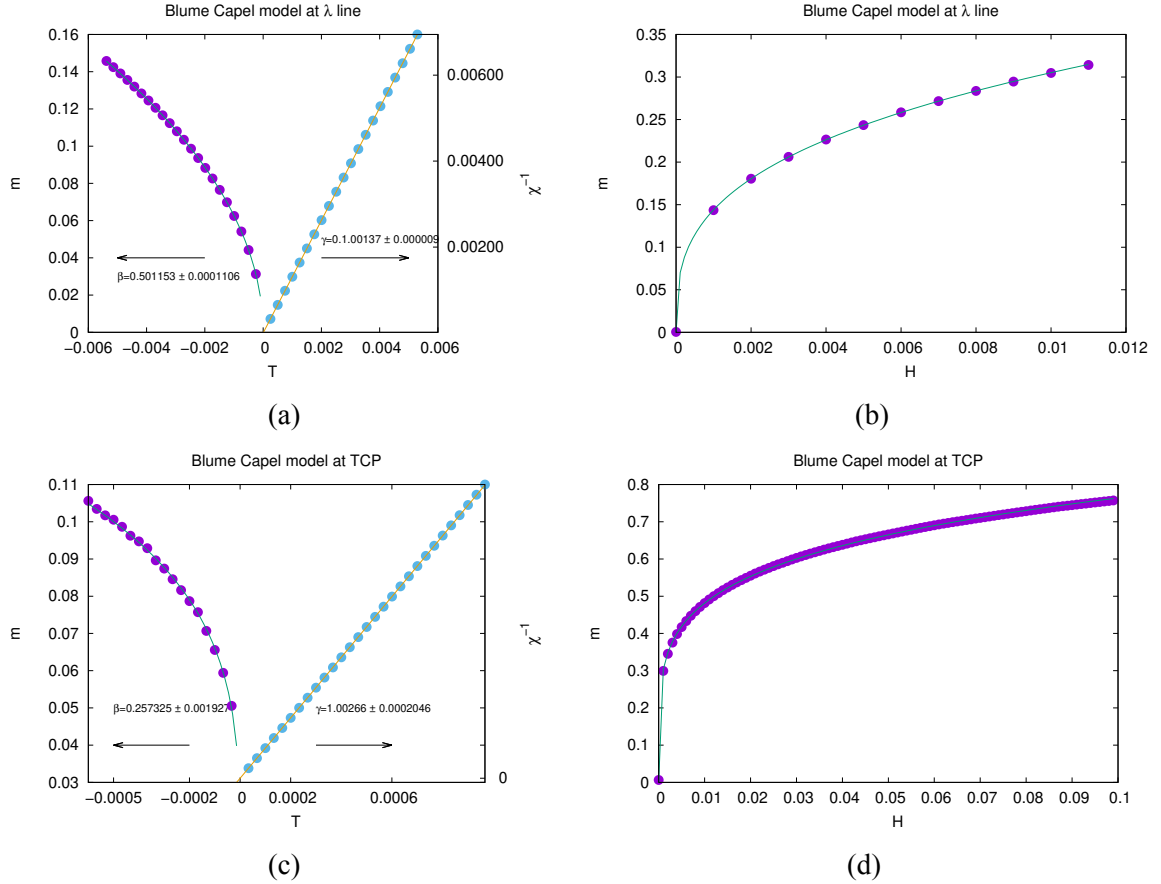 Blume Capel model at λ line
0.16
0.14
0.12
0.1
0.08
0.06
0.04
0.02
0
m
0.00600
0.00400
0.00200
χ⁻¹
γ=0.1.00137 ± 0.000009
β=0.501153 ± 0.0001106
−0.006 −0.004 −0.002 0 0.002 0.004 0.006
T
(a)
Blume Capel model at λ line
0.35
0.3
0.25
0.2
0.15
0.1
0.05
0
m
0 0.002 0.004 0.006 0.008 0.01 0.012
H
(b)
Blume Capel model at TCP
0.11
0.1
0.09
0.08
0.07
0.06
0.05
0.04
0.03
m
χ⁻¹
0
β=0.257325 ± 0.001927
γ=1.00266 ± 0.0002046
−0.0005 −0.0002 0 0.0002 0.0006
T
(c)
Blume Capel model at TCP
0.8
0.7
0.6
0.5
0.4
0.3
0.2
0.1
0
m
0 0.01 0.02 0.03 0.04 0.05 0.06 0.07 0.08 0.09 0.1
H
(d)